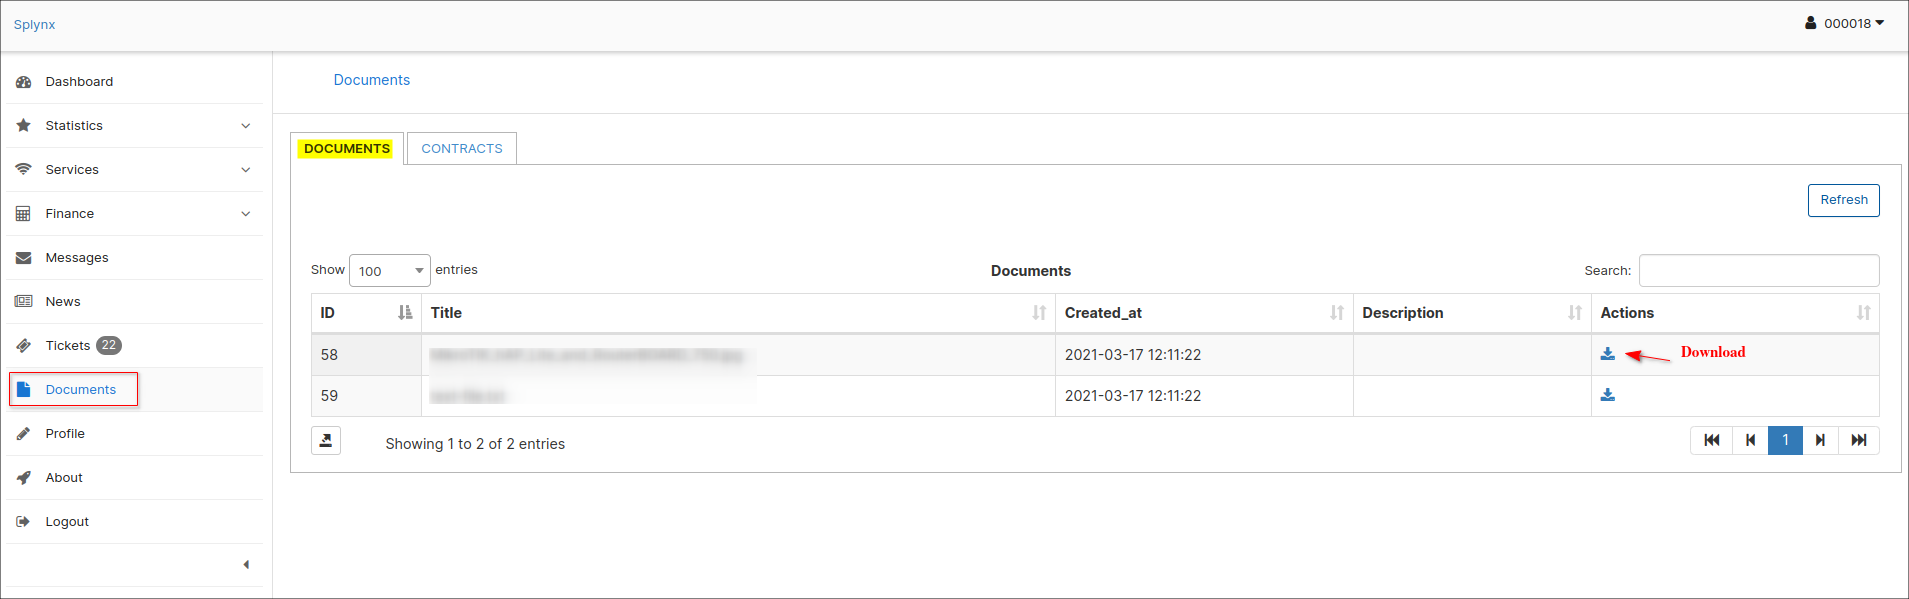 Splynx
000018
Dashboard
Statistics
Services
Finance
Messages
News
Tickets 22
Documents
Profile
About
Logout
Documents
DOCUMENTS CONTRACTS
Refresh
Show 100 entries
Documents
Search:
ID Title Created_at Description Actions
58 2021-03-17 12:11:22 Download
59 2021-03-17 12:11:22
Showing 1 to 2 of 2 entries
1